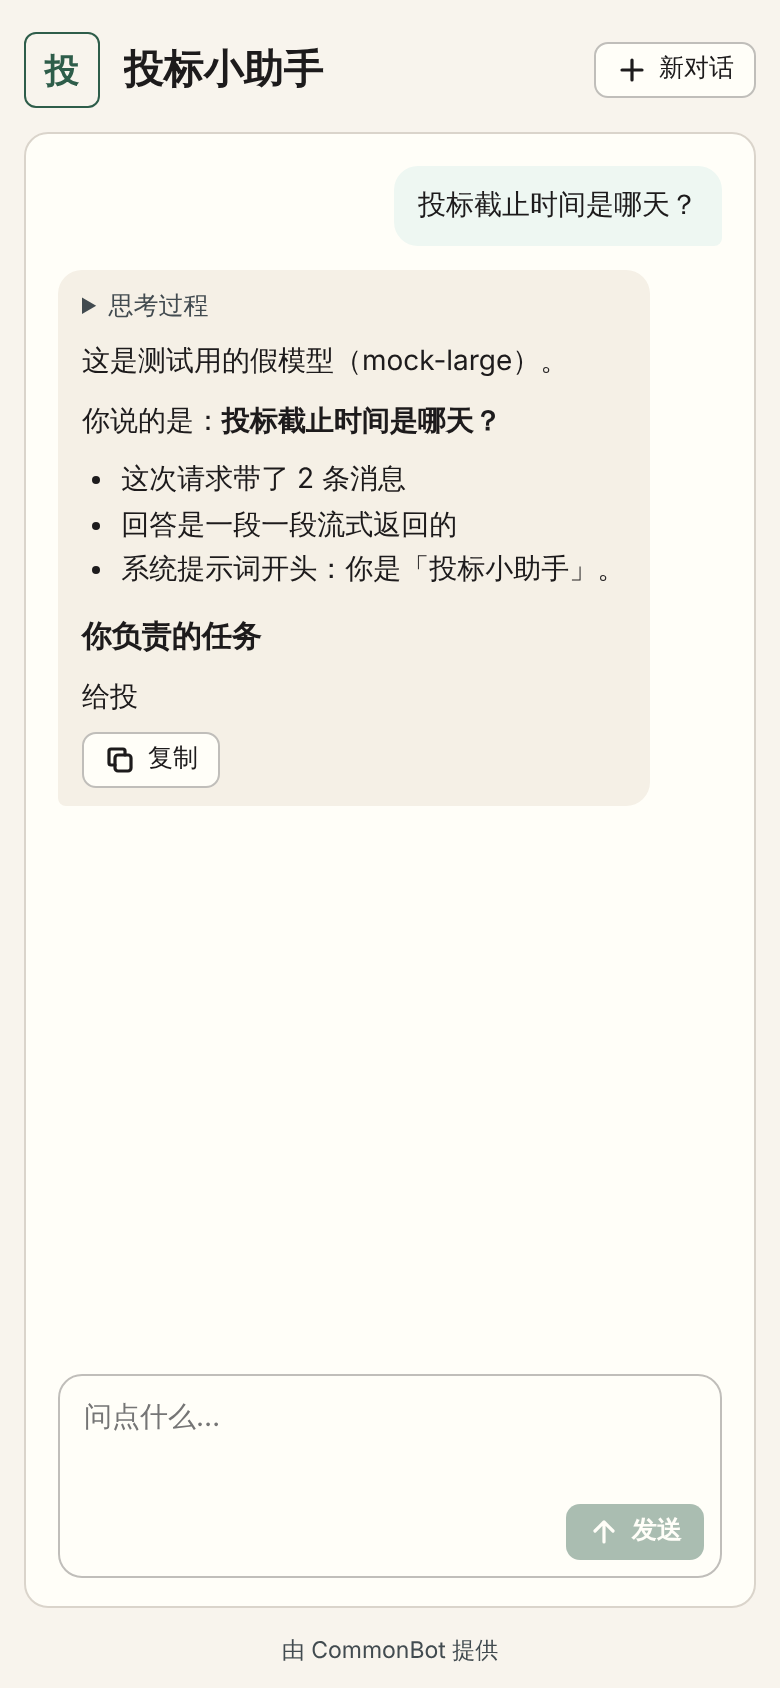 投
投标小助手
新对话
投标截止时间是哪天？
思考过程
这是测试用的假模型（mock-large）。
你说的是：投标截止时间是哪天？
• 这次请求带了 2 条消息
• 回答是一段一段流式返回的
• 系统提示词开头：你是「投标小助手」。
你负责的任务
给投
复制
问点什么...
发送
由 CommonBot 提供